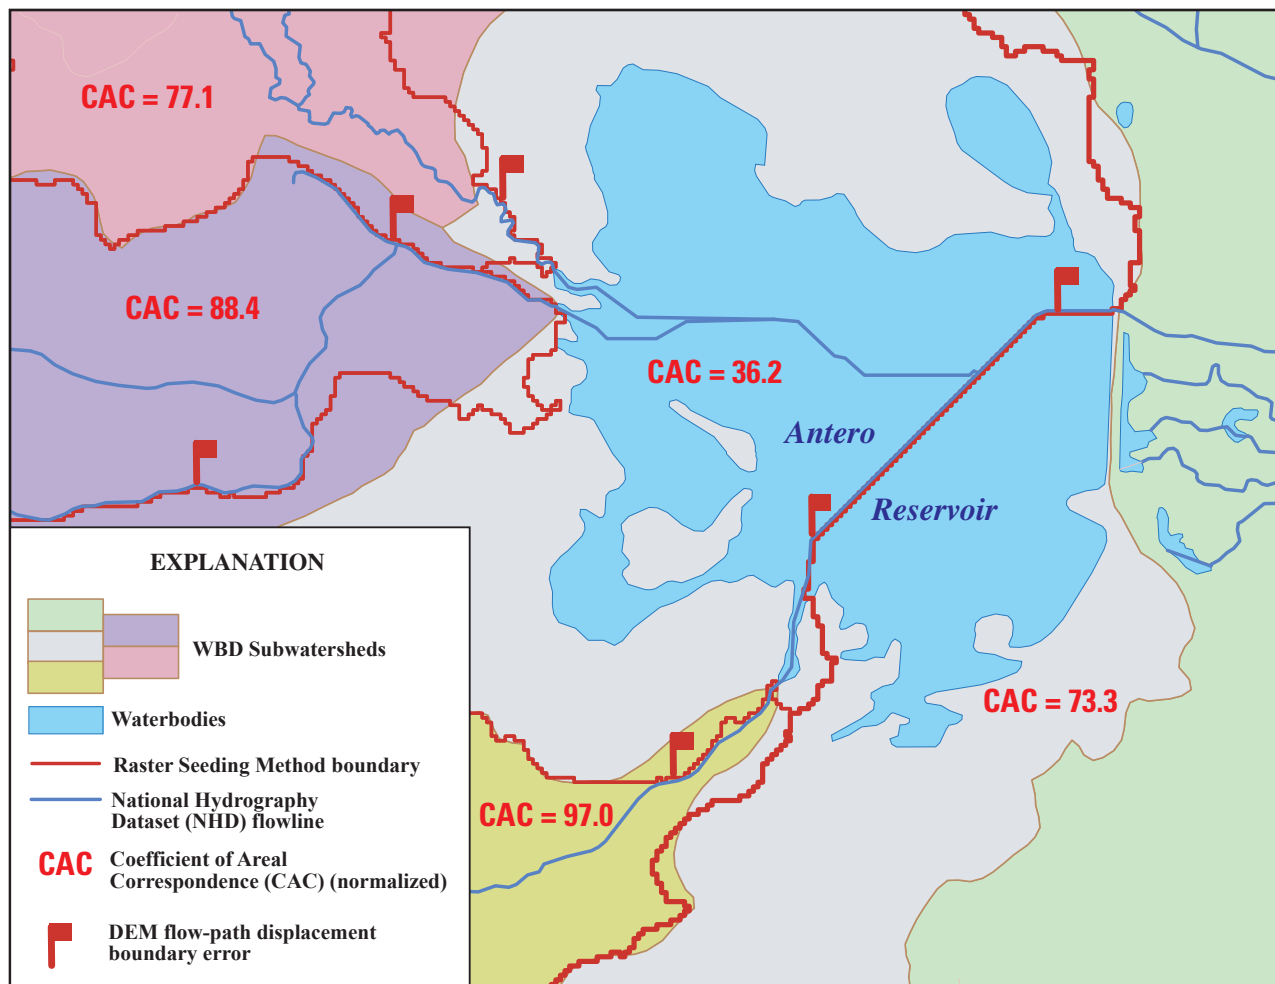 CAC = 77.1
CAC = 88.4
CAC = 36.2
Antero
Reservoir
CAC = 73.3
CAC = 97.0
EXPLANATION
WBD Subwatersheds
Waterbodies
Raster Seeding Method boundary
National Hydrography
Dataset (NHD) flowline
CAC Coefficient of Areal
Correspondence (CAC) (normalized)
DEM flow-path displacement
boundary error